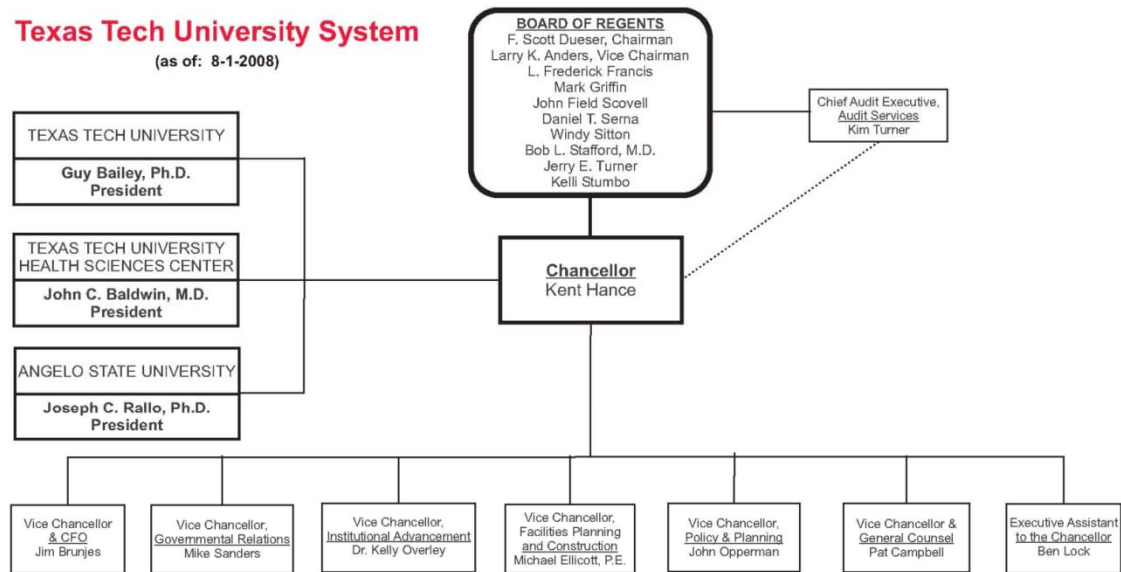 Texas Tech University System
(as of: 8-1-2008)
BOARD OF REGENTS
F. Scott Dueser, Chairman
Larry K. Anders, Vice Chairman
L. Frederick Francis
Mark Griffin
John Field Scovell
Daniel T. Serna
Windy Sitton
Bob L. Stafford, M.D.
Jerry E. Turner
Kelli Stumbo
Chief Audit Executive,
Audit Services
Kim Turner
TEXAS TECH UNIVERSITY
Guy Bailey, Ph.D.
President
TEXAS TECH UNIVERSITY
HEALTH SCIENCES CENTER
John C. Baldwin, M.D.
President
ANGELO STATE UNIVERSITY
Joseph C. Rallo, Ph.D.
President
Chancellor
Kent Hance
Vice Chancellor
& CFO
Jim Brunjes
Vice Chancellor,
Governmental Relations
Mike Sanders
Vice Chancellor,
Institutional Advancement
Dr. Kelly Overley
Vice Chancellor,
Facilities Planning
and Construction
Michael Ellicott, P.E.
Vice Chancellor,
Policy & Planning
John Opperman
Vice Chancellor &
General Counsel
Pat Campbell
Executive Assistant
to the Chancellor
Ben Lock